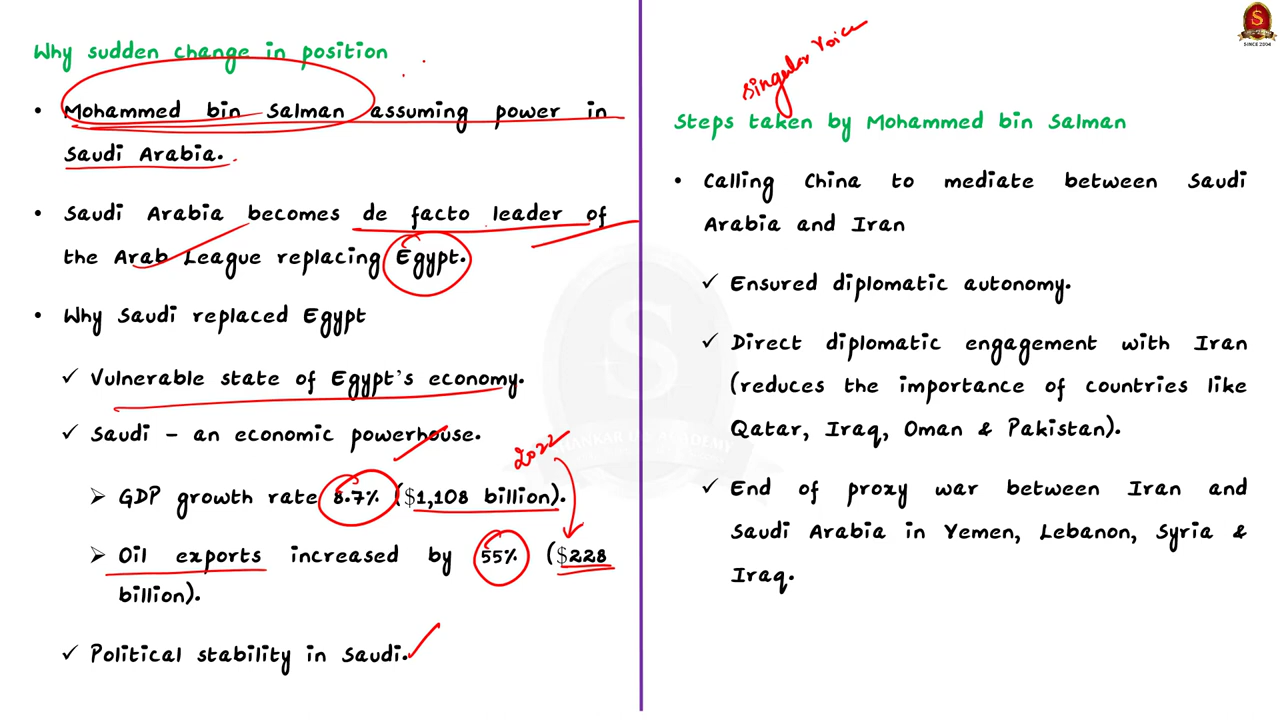 Why sudden change in position
• Mohammed bin Salman assuming power in
Saudi Arabia.
• Saudi Arabia becomes de facto leader of
the Arab League replacing Egypt.
• Why Saudi replaced Egypt
✓ Vulnerable state of Egypt's economy.
✓ Saudi – an economic powerhouse.
2022
➢ GDP growth rate 8.7% ($1,108 billion).
➢ Oil exports increased by 55% ($228
billion).
✓ Political stability in Saudi.
Singular voice
Steps taken by Mohammed bin Salman
• Calling China to mediate between Saudi
Arabia and Iran
✓ Ensured diplomatic autonomy.
✓ Direct diplomatic engagement with Iran
(reduces the importance of countries like
Qatar, Iraq, Oman & Pakistan).
✓ End of proxy war between Iran and
Saudi Arabia in Yemen, Lebanon, Syria &
Iraq.
S
SINCE 2004